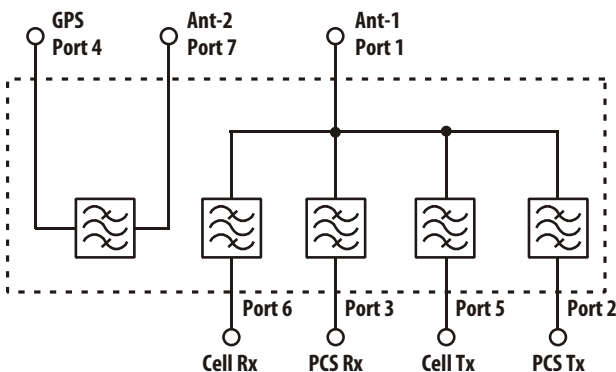 GPS
Port 4
Ant-2
Port 7
Ant-1
Port 1
Port 6
Port 3
Port 5
Port 2
Cell Rx
PCS Rx
Cell Tx
PCS Tx